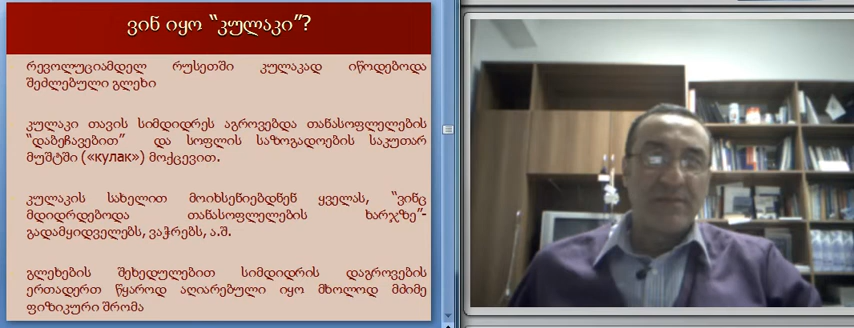 ვინ იყო “კულაკი”?
რევოლუციამდელ რუსეთში კულაკად იწოდებოდა
შეძლებული გლეხი
კულაკი თავის სიმდიდრეს აგროვებდა თანასოფლელების
“დაბეჩავებით” და სოფლის საზოგადოების საკუთარ
მუშტში («кулак») მოქცევით.
კულაკის სახელით მოიხსენიებდნენ ყველას, “ვინც
მდიდრდებოდა თანასოფლელების ხარჯზე”-
გადამყიდველებს, ვაჭრებს, ა.შ.
გლეხების შეხედულებით სიმდიდრის დაგროვების
ერთადერთ წყაროდ აღიარებული იყო მხოლოდ მძიმე
ფიზიკური შრომა